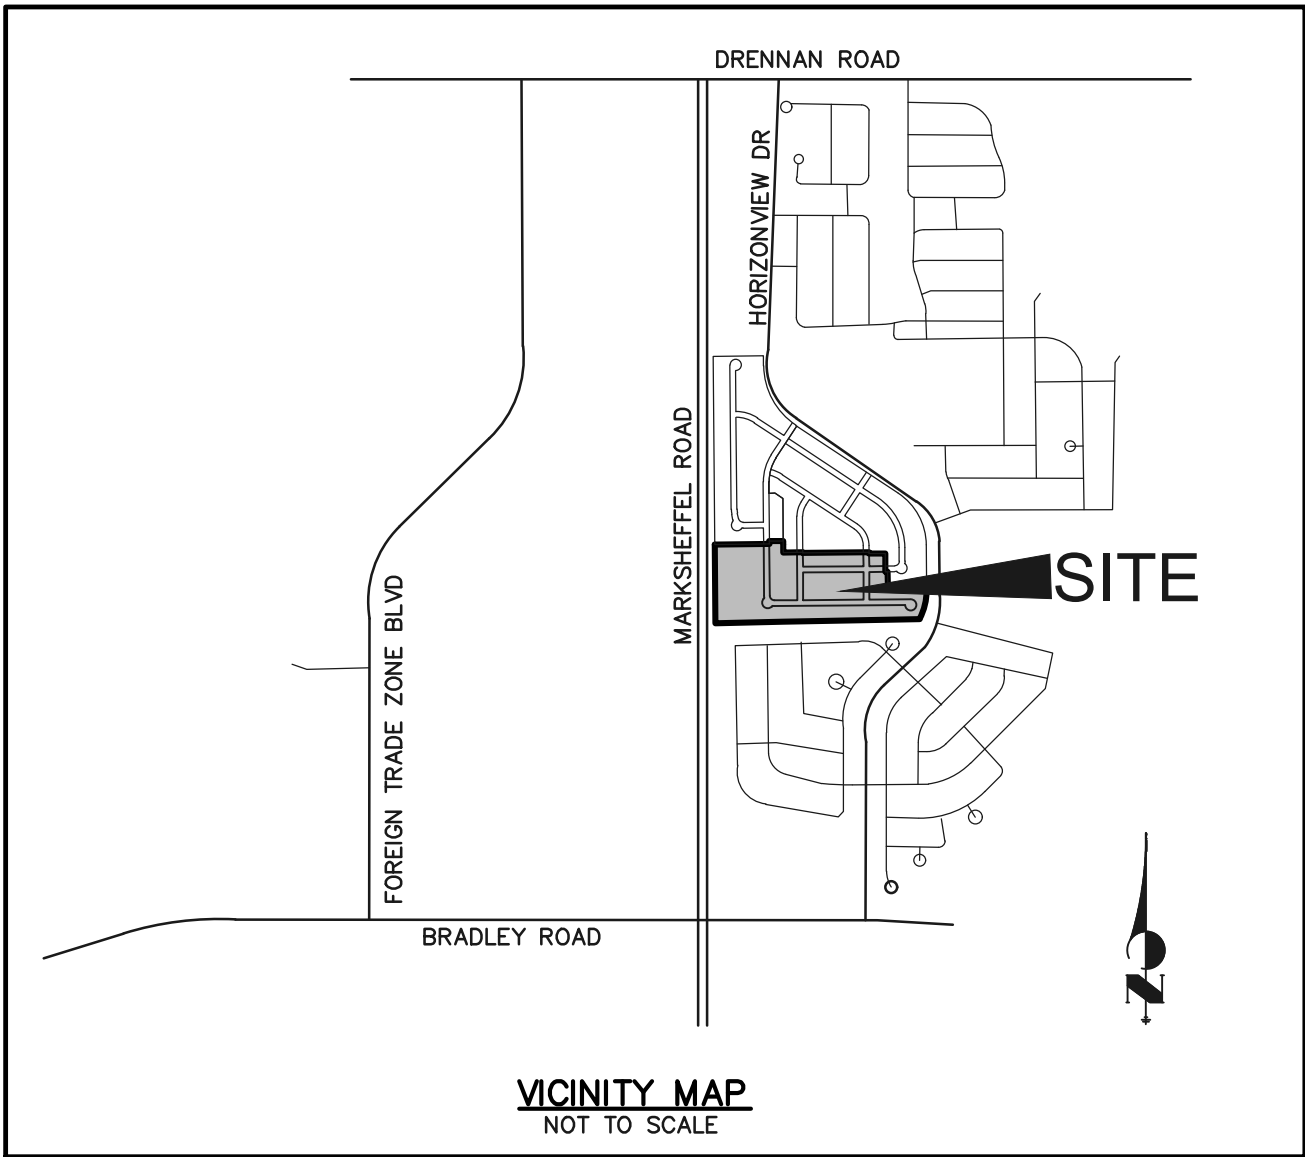 DRENNAN ROAD
HORIZONVIEW DR
MARKSHEFFEL ROAD
SITE
FOREIGN TRADE ZONE BLVD
BRADLEY ROAD
N
VICINITY MAP
NOT TO SCALE